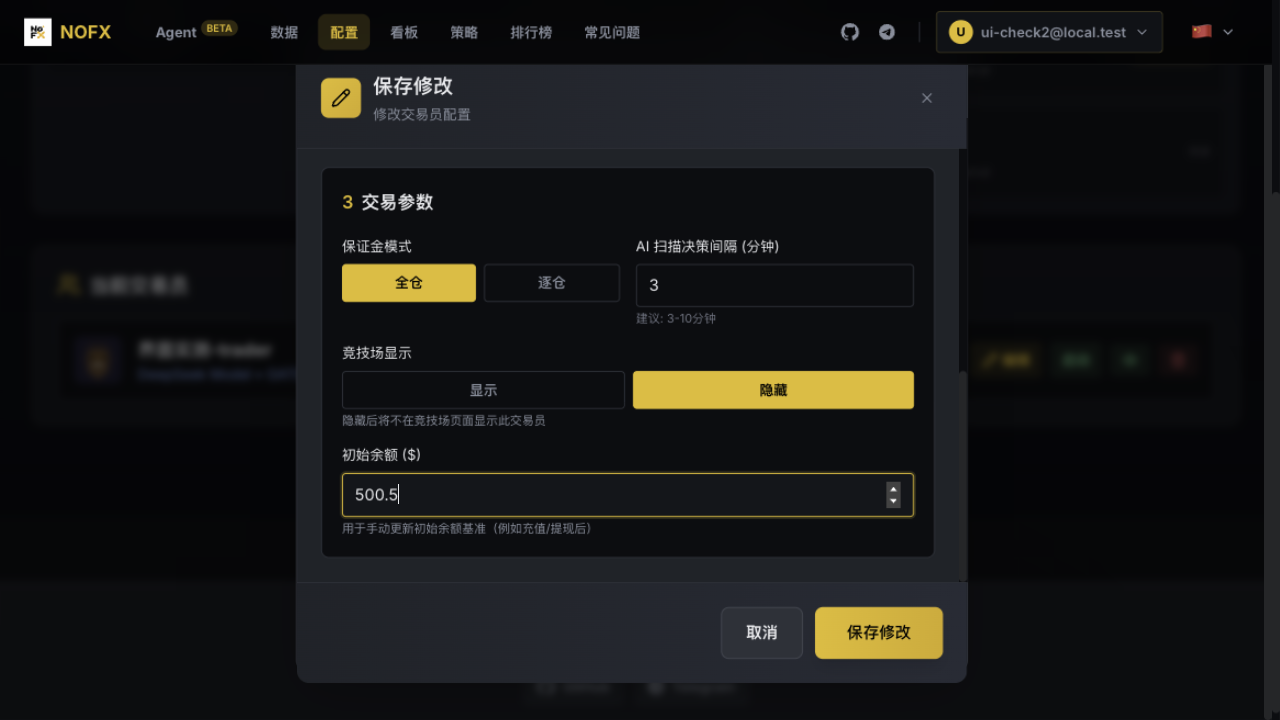 NOFX
Agent BETA 数据 配置 看板 策略 排行榜 常见问题
U ui-check2@local.test
保存修改
修改交易员配置
3 交易参数
保证金模式
全仓 逐仓
AI 扫描决策间隔 (分钟)
3
建议: 3-10分钟
竞技场显示
显示 隐藏
隐藏后将不在竞技场页面显示此交易员
初始余额 ($)
500.5
用于手动更新初始余额基准（例如充值/提现后）
当前交易员
取消 保存修改